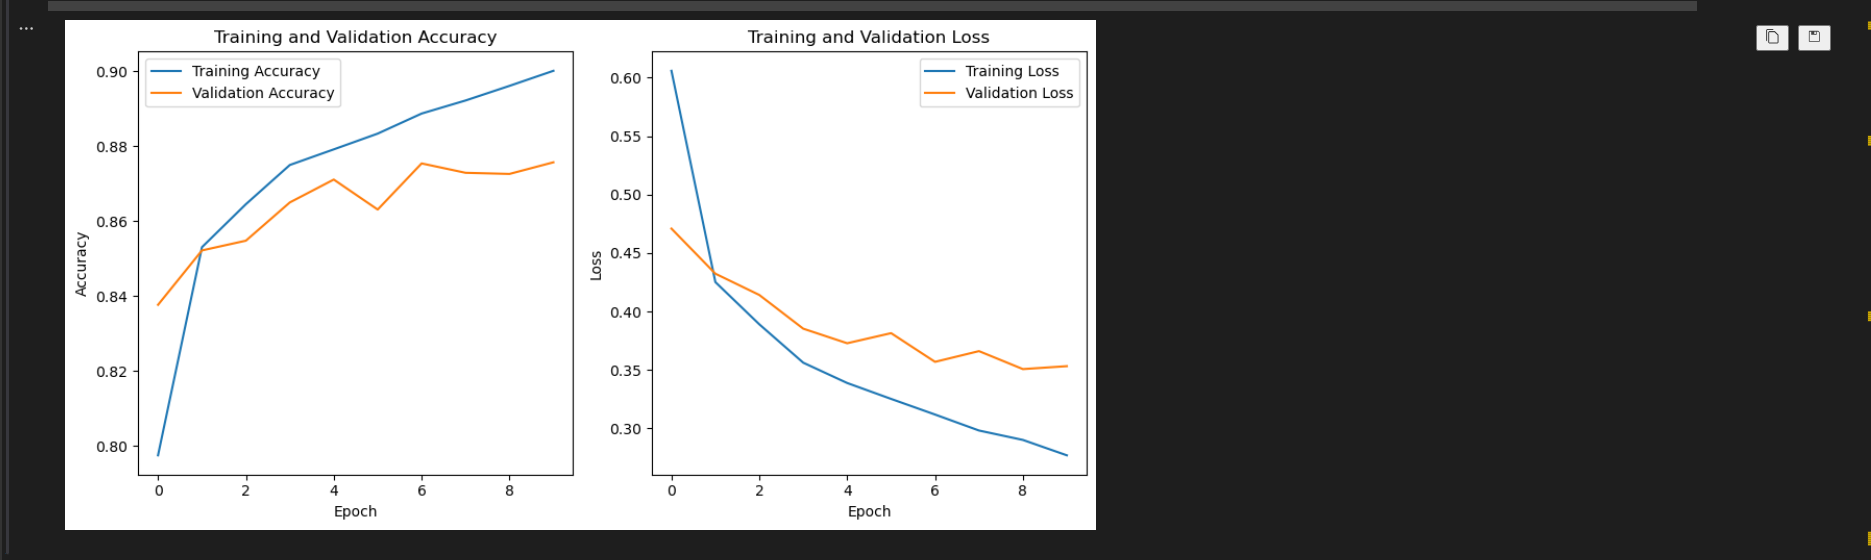 ...
Training and Validation Accuracy
Training Accuracy
Validation Accuracy
0.90
0.88
0.86
0.84
0.82
0.80
Accuracy
0 2 4 6 8
Epoch
Training and Validation Loss
Training Loss
Validation Loss
0.60
0.55
0.50
0.45
0.40
0.35
0.30
Loss
0 2 4 6 8
Epoch